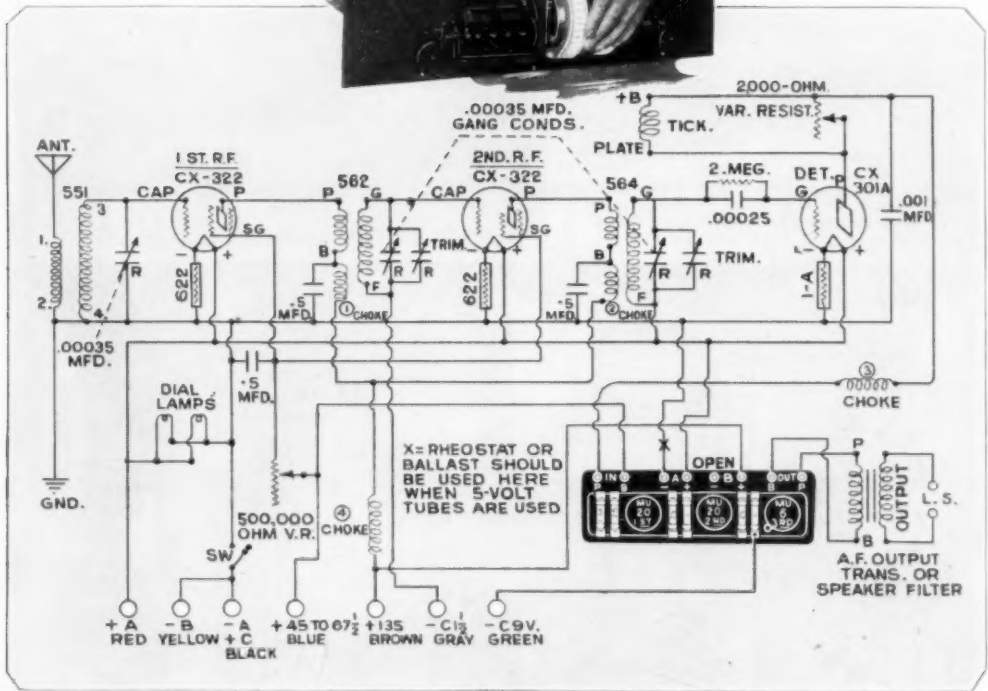 ANT.
551
3
1.
2.
4.
.00035
MFD.
GND.
1ST. R.F.
CX-322
CAP
P
SG
R
622
-
+
.5
MFD.
562
P
G
B
F
R
TRIM.
R
.5
MFD.
① CHOKE
.00035 MFD.
GANG CONDS.
2ND. R.F.
CX-322
CAP
P
SG
622
-
+
564
P
G
B
F
R
TRIM.
R
.5
MFD
② CHOKE
+B
TICK.
PLATE
2,000-OHM.
VAR. RESIST.
2. MEG.
.00025
DET.
P
CX
301A
G
F
-
+
1-A
.001
MFD
③
CHOKE
DIAL
LAMPS.
500,000
OHM V.R.
SW.
④
CHOKE
X= RHEOSTAT OR
BALLAST SHOULD
BE USED HERE
WHEN 5-VOLT
TUBES ARE USED
X
OPEN
IN
P
B
A
B
OUT
P
MU
20
1ST
MU
20
2ND
MU
6
3RD
P
B
OUTPUT
L.S.
A.F. OUTPUT
TRANS. OR
SPEAKER FILTER
+ A
RED
- B
YELLOW
- A
+ C
BLACK
+ 45 TO 67½
BLUE
+ 135
BROWN
- C1½
GRAY
- C 9V.
GREEN